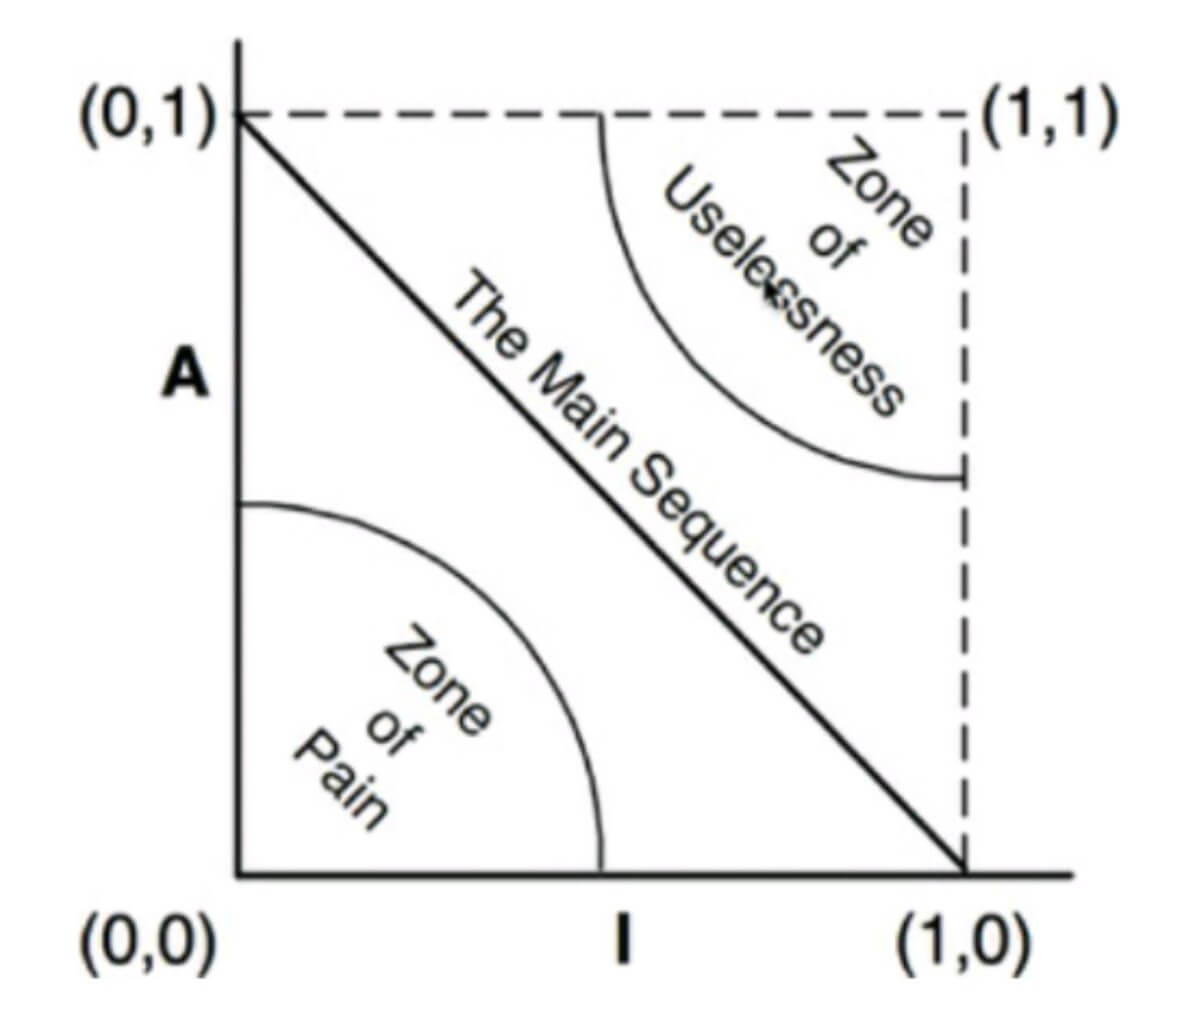 (0,1)
(1,1)
Zone
of
Uselessness
The Main Sequence
A
Zone
of
Pain
(0,0)
I
(1,0)